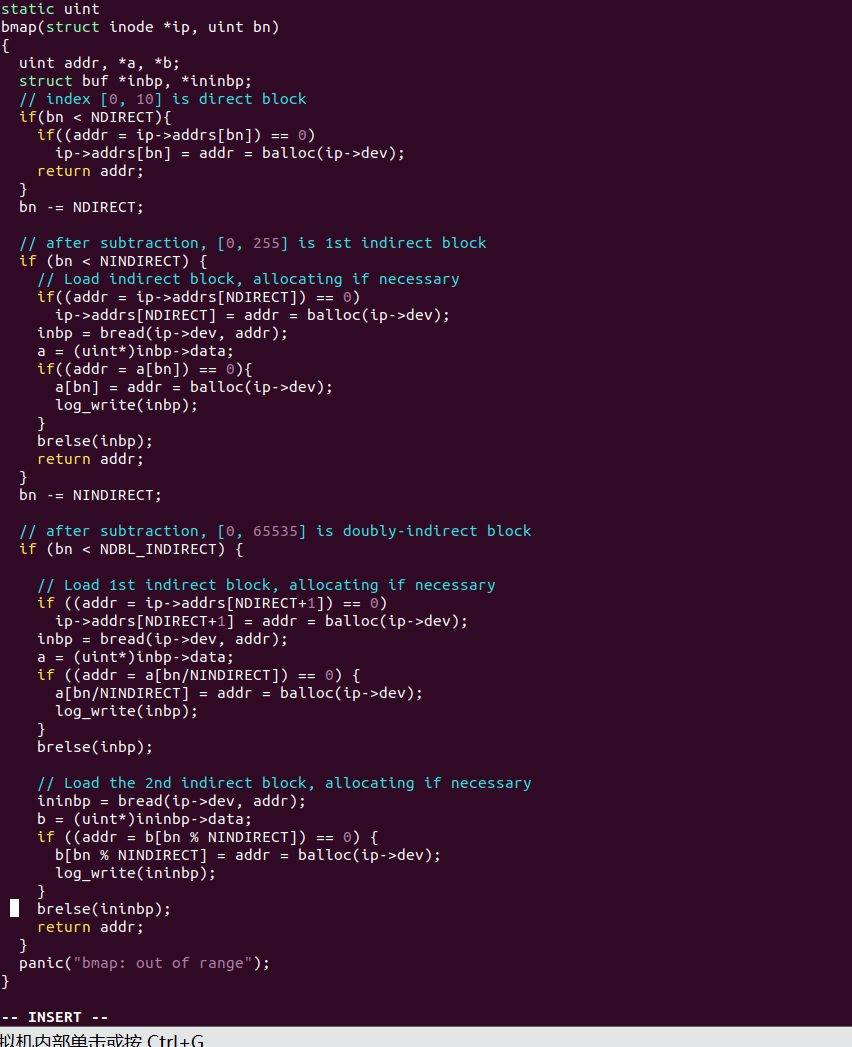 static uint
bmap(struct inode *ip, uint bn)
{
  uint addr, *a, *b;
  struct buf *inbp, *ininbp;
  // index [0, 10] is direct block
  if(bn < NDIRECT){
    if((addr = ip->addrs[bn]) == 0)
      ip->addrs[bn] = addr = balloc(ip->dev);
    return addr;
  }
  bn -= NDIRECT;

  // after subtraction, [0, 255] is 1st indirect block
  if (bn < NINDIRECT) {
    // Load indirect block, allocating if necessary
    if((addr = ip->addrs[NDIRECT]) == 0)
      ip->addrs[NDIRECT] = addr = balloc(ip->dev);
    inbp = bread(ip->dev, addr);
    a = (uint*)inbp->data;
    if((addr = a[bn]) == 0){
      a[bn] = addr = balloc(ip->dev);
      log_write(inbp);
    }
    brelse(inbp);
    return addr;
  }
  bn -= NINDIRECT;

  // after subtraction, [0, 65535] is doubly-indirect block
  if (bn < NDBL_INDIRECT) {

    // Load 1st indirect block, allocating if necessary
    if ((addr = ip->addrs[NDIRECT+1]) == 0)
      ip->addrs[NDIRECT+1] = addr = balloc(ip->dev);
    inbp = bread(ip->dev, addr);
    a = (uint*)inbp->data;
    if ((addr = a[bn/NINDIRECT]) == 0) {
      a[bn/NINDIRECT] = addr = balloc(ip->dev);
      log_write(inbp);
    }
    brelse(inbp);

    // Load the 2nd indirect block, allocating if necessary
    ininbp = bread(ip->dev, addr);
    b = (uint*)ininbp->data;
    if ((addr = b[bn % NINDIRECT]) == 0) {
      b[bn % NINDIRECT] = addr = balloc(ip->dev);
      log_write(ininbp);
    }
    brelse(ininbp);
    return addr;
  }
  panic("bmap: out of range");
}

-- INSERT --
拟机内部单击或按 Ctrl+G